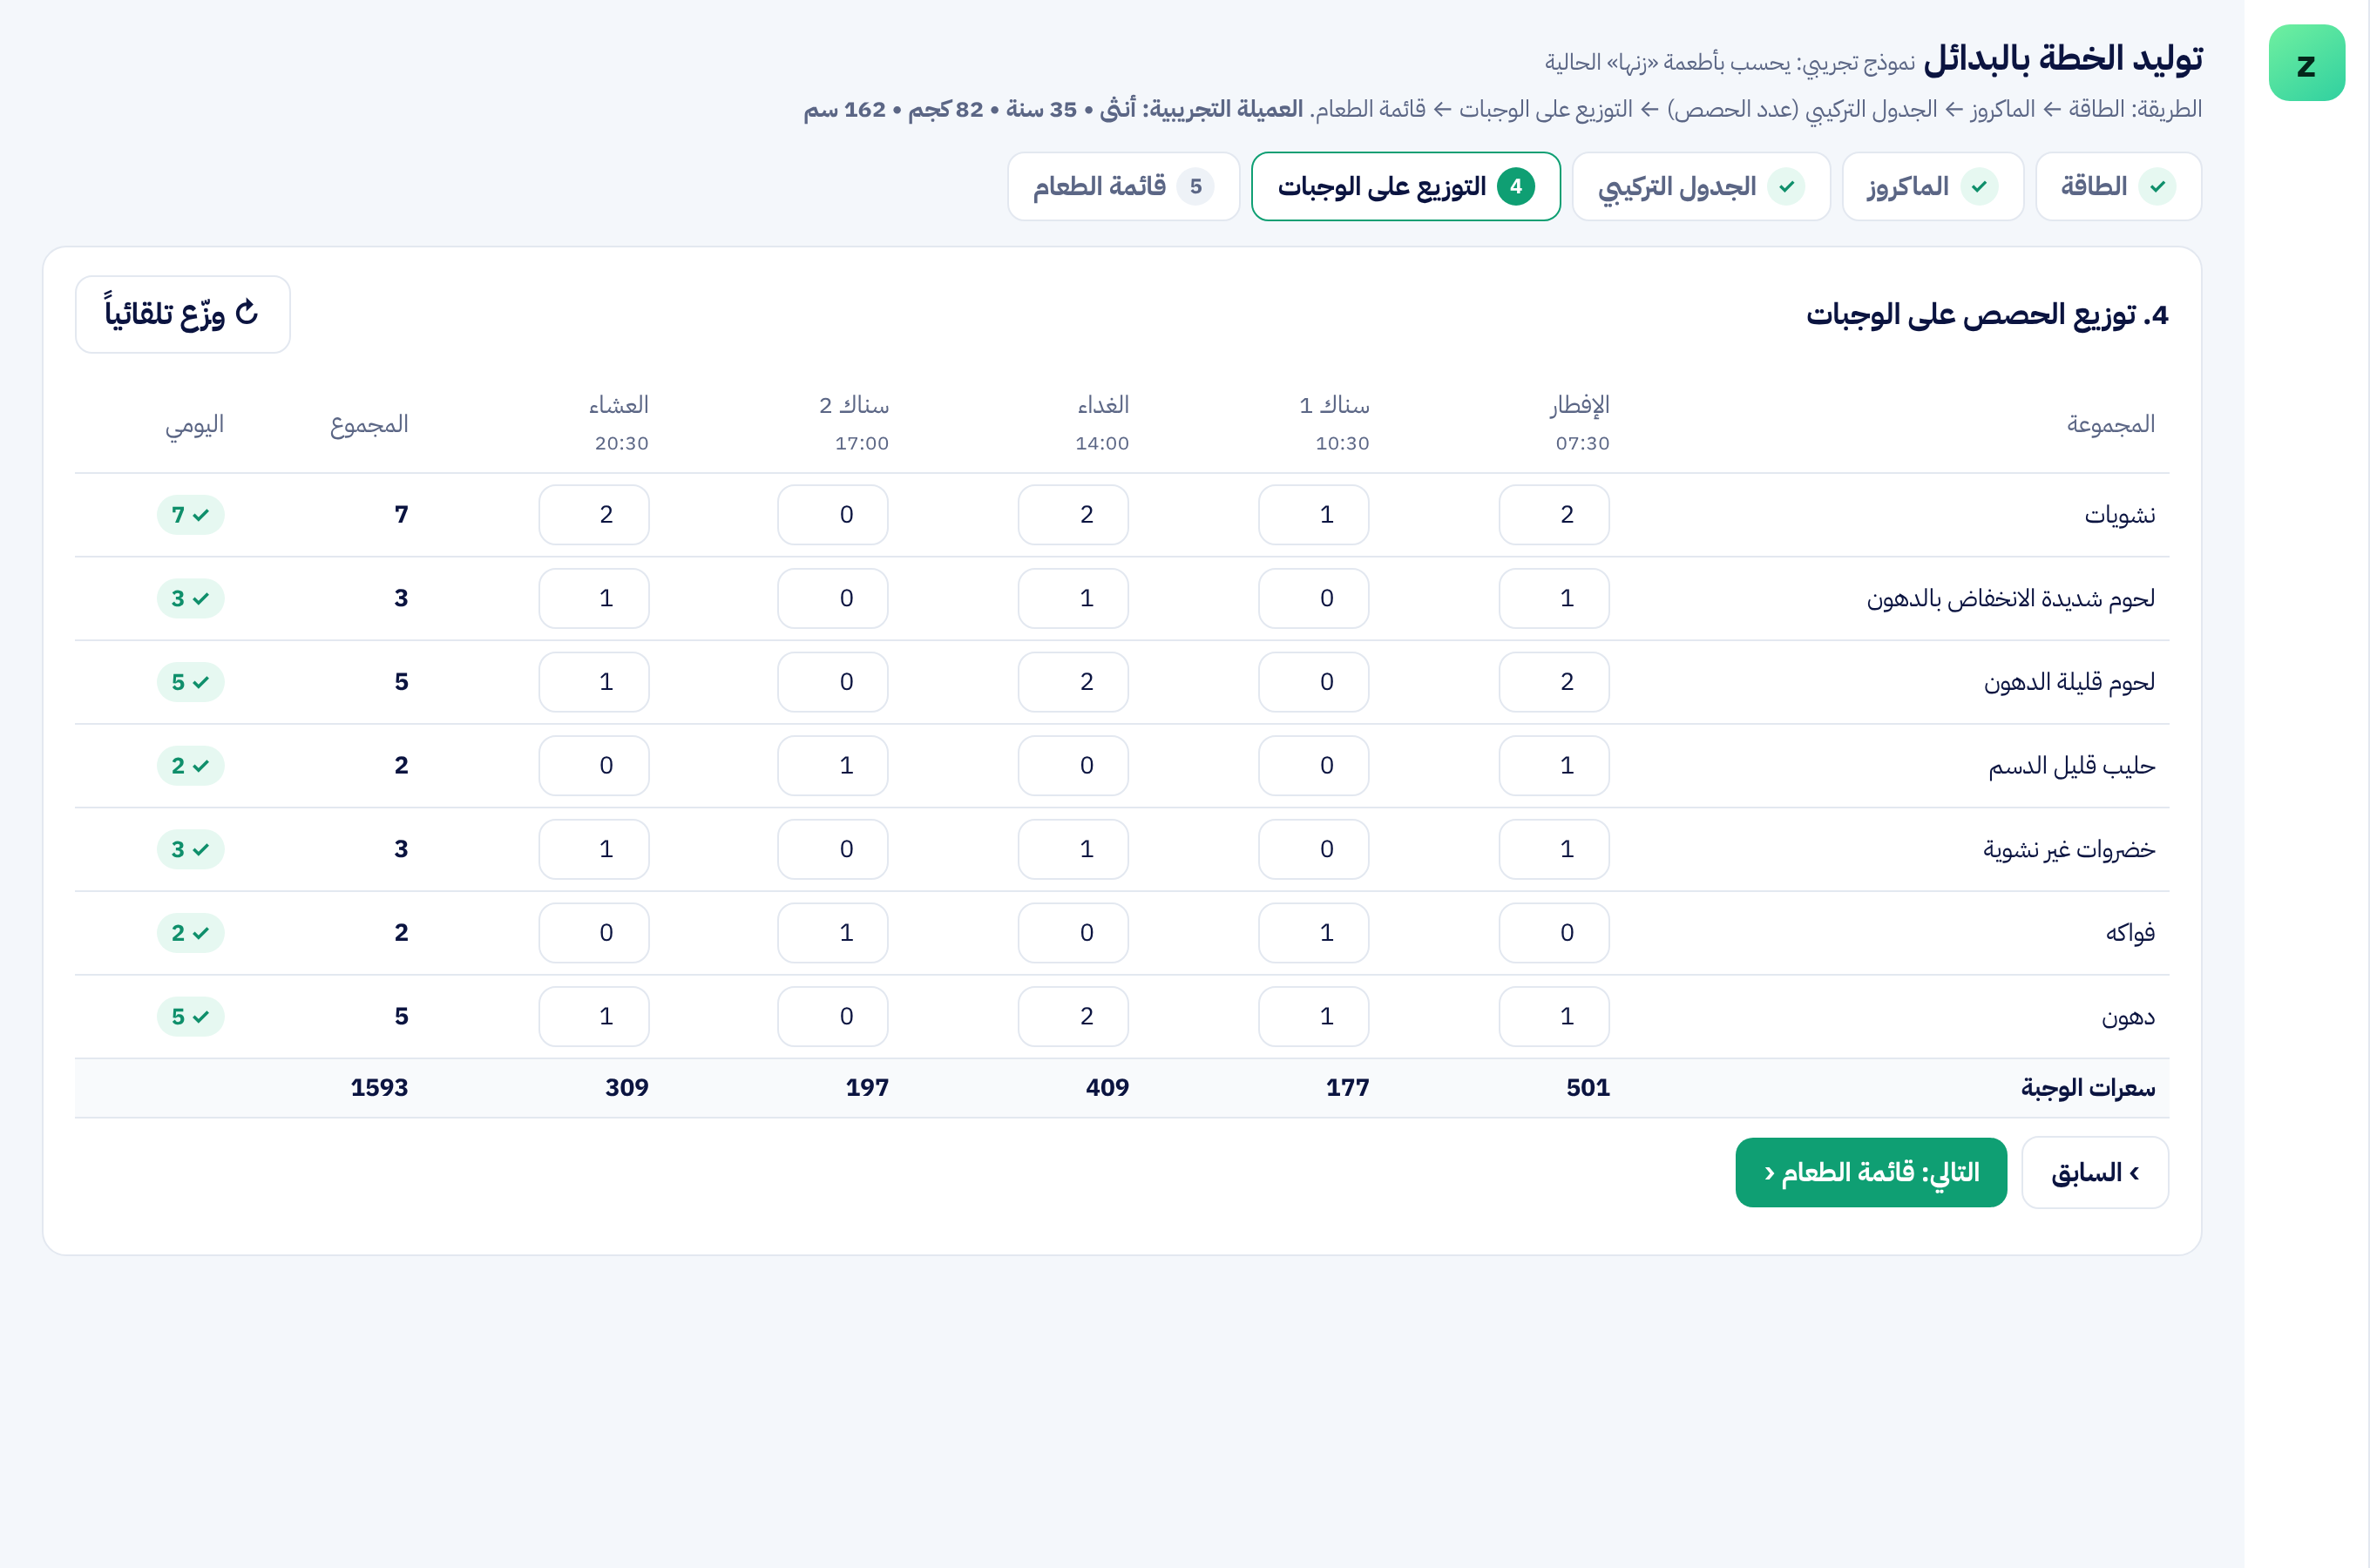 z
توليد الخطة بالبدائل نموذج تجريبي: يحسب بأطعمة «زنها» الحالية
الطريقة: الطاقة ← الماكروز ← الجدول التركيبي (عدد الحصص) ← التوزيع على الوجبات ← قائمة الطعام. العميلة التجريبية: أنثى • 35 سنة • 82 كجم • 162 سم
✓ الطاقة ✓ الماكروز ✓ الجدول التركيبي 4 التوزيع على الوجبات 5 قائمة الطعام
4. توزيع الحصص على الوجبات ↻ وزّع تلقائياً
المجموعة الإفطار سناك 1 الغداء سناك 2 العشاء المجموع اليومي
07:30 10:30 14:00 17:00 20:30
نشويات 2 1 2 0 2 7 ✓ 7
لحوم شديدة الانخفاض بالدهون 1 0 1 0 1 3 ✓ 3
لحوم قليلة الدهون 2 0 2 0 1 5 ✓ 5
حليب قليل الدسم 1 0 0 1 0 2 ✓ 2
خضروات غير نشوية 1 0 1 0 1 3 ✓ 3
فواكه 0 1 0 1 0 2 ✓ 2
دهون 1 1 2 0 1 5 ✓ 5
سعرات الوجبة 501 177 409 197 309 1593
› السابق التالي: قائمة الطعام ‹